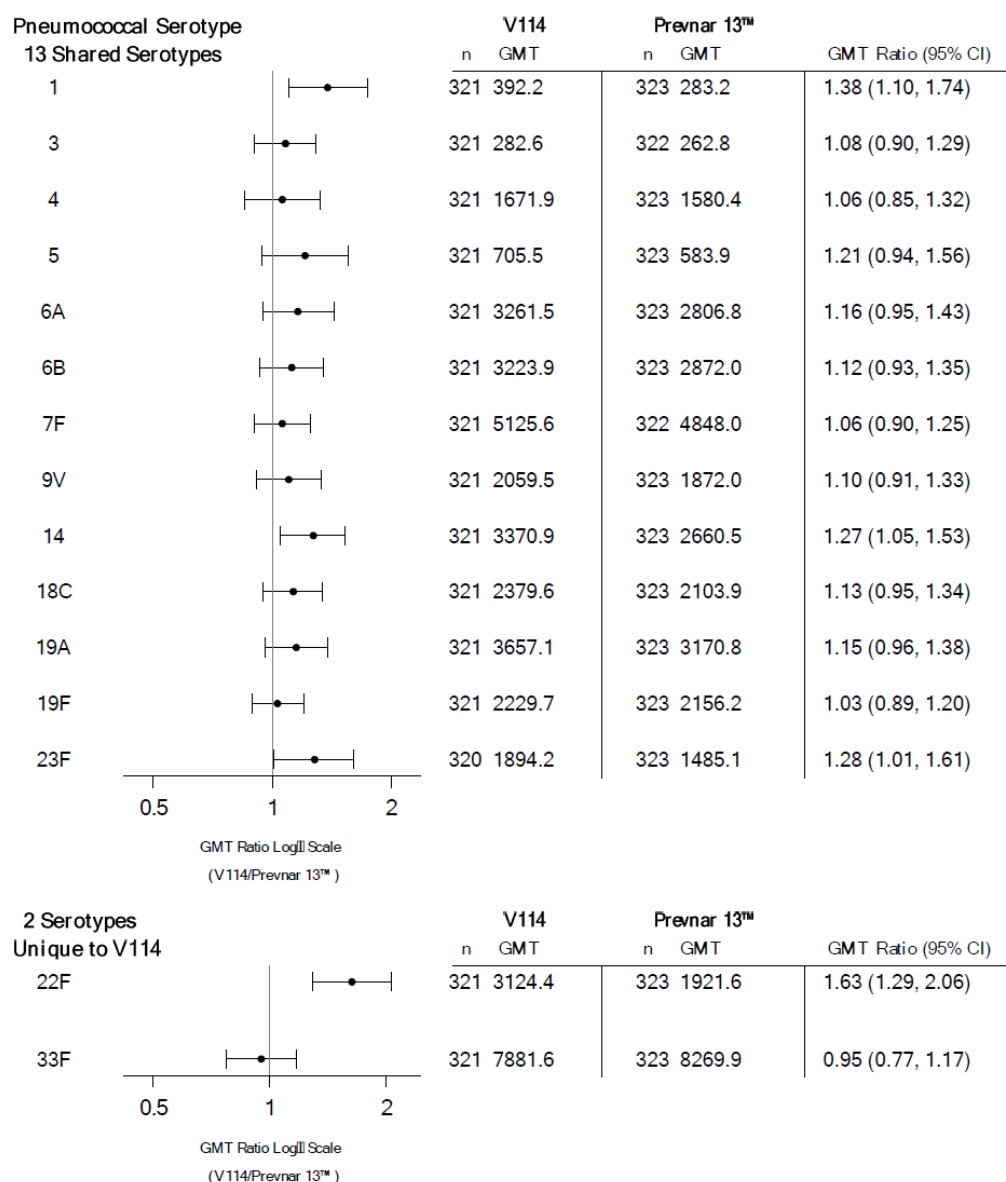 Pneumococcal Serotype V114 Prevnar 13™
13 Shared Serotypes n GMT n GMT GMT Ratio (95% CI)
1 321 392.2 323 283.2 1.38 (1.10, 1.74)
3 321 282.6 322 262.8 1.08 (0.90, 1.29)
4 321 1671.9 323 1580.4 1.06 (0.85, 1.32)
5 321 705.5 323 583.9 1.21 (0.94, 1.56)
6A 321 3261.5 323 2806.8 1.16 (0.95, 1.43)
6B 321 3223.9 323 2872.0 1.12 (0.93, 1.35)
7F 321 5125.6 322 4848.0 1.06 (0.90, 1.25)
9V 321 2059.5 323 1872.0 1.10 (0.91, 1.33)
14 321 3370.9 323 2660.5 1.27 (1.05, 1.53)
18C 321 2379.6 323 2103.9 1.13 (0.95, 1.34)
19A 321 3657.1 323 3170.8 1.15 (0.96, 1.38)
19F 321 2229.7 323 2156.2 1.03 (0.89, 1.20)
23F 320 1894.2 323 1485.1 1.28 (1.01, 1.61)
0.5 1 2
GMT Ratio Scale
(V114/Prevnar 13™ )
2 Serotypes V114 Prevnar 13™
Unique to V114 n GMT n GMT GMT Ratio (95% CI)
22F 321 3124.4 323 1921.6 1.63 (1.29, 2.06)
33F 321 7881.6 323 8269.9 0.95 (0.77, 1.17)
0.5 1 2
GMT Ratio Scale
(V114/Prevnar 13™ )